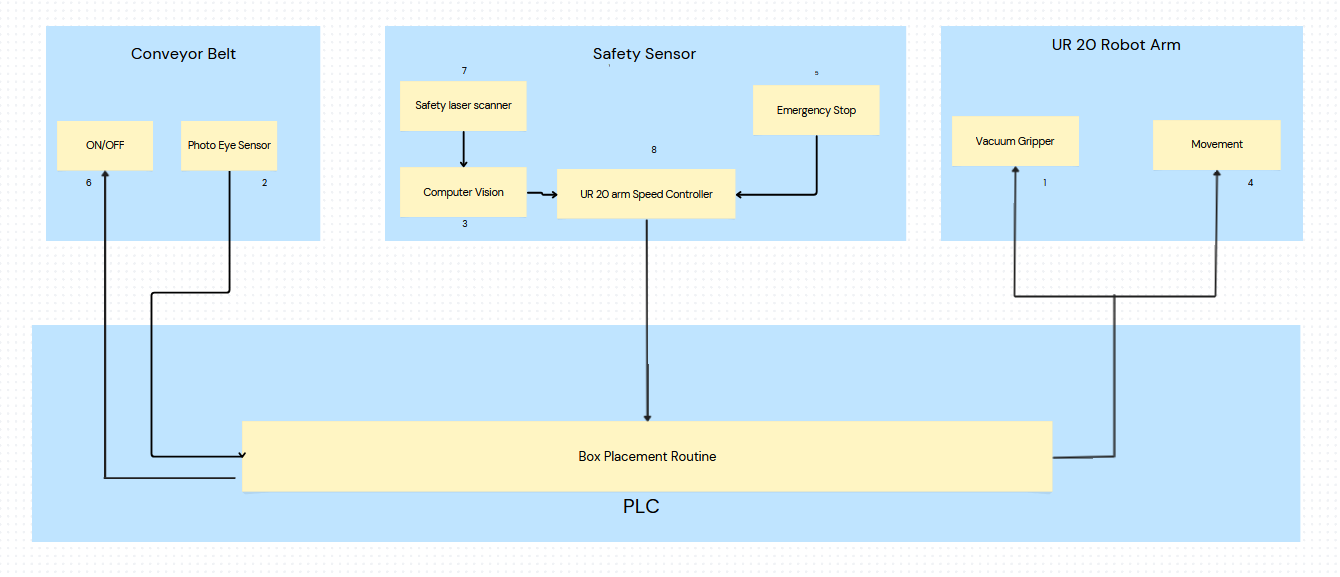 Conveyor Belt
ON/OFF
Photo Eye Sensor
6
2
Safety Sensor
7
Safety laser scanner
Computer Vision
3
8
UR 20 arm Speed Controller
Emergency Stop
UR 20 Robot Arm
Vacuum Gripper
1
Movement
4
Box Placement Routine
PLC